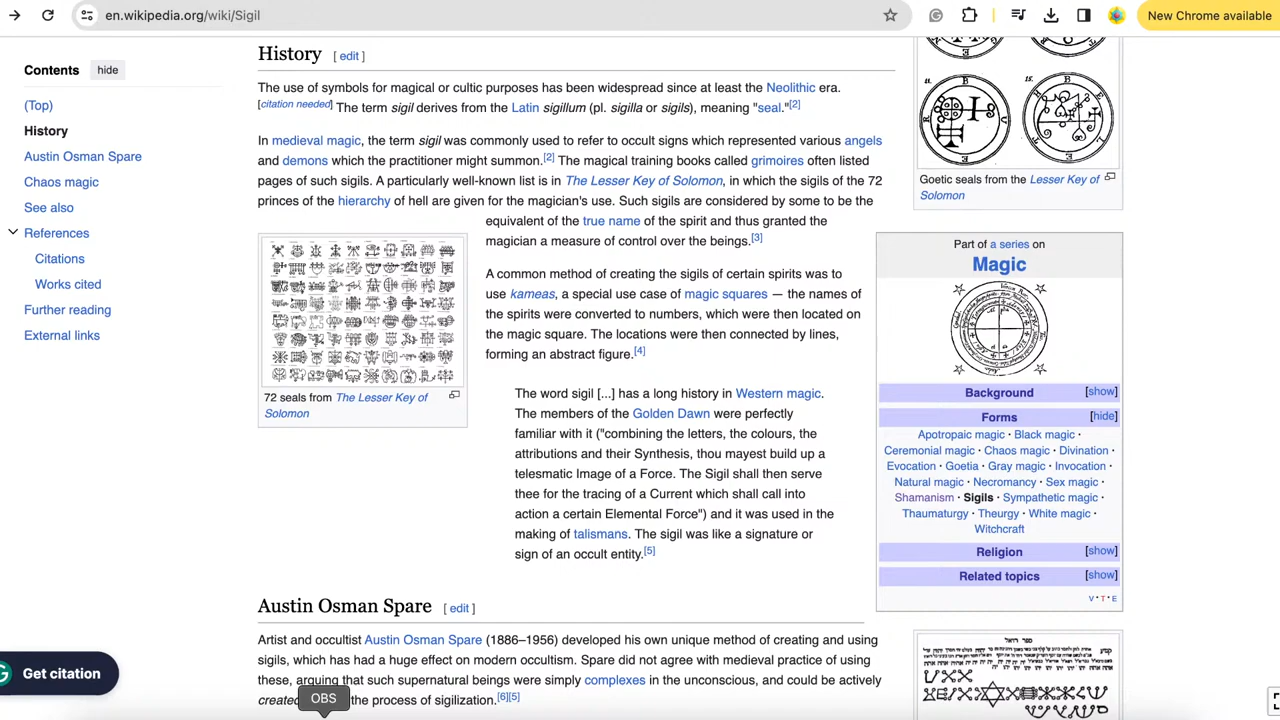 en.wikipedia.org/wiki/Sigil
New Chrome available
Contents
hide
(Top)
History
Austin Osman Spare
Chaos magic
See also
References
Citations
Works cited
Further reading
External links
History [ edit ]
The use of symbols for magical or cultic purposes has been widespread since at least the Neolithic era.
[citation needed] The term sigil derives from the Latin sigillum (pl. sigilla or sigils), meaning "seal."[2]
In medieval magic, the term sigil was commonly used to refer to occult signs which represented various angels
and demons which the practitioner might summon.[2] The magical training books called grimoires often listed
pages of such sigils. A particularly well-known list is in The Lesser Key of Solomon, in which the sigils of the 72
princes of the hierarchy of hell are given for the magician's use. Such sigils are considered by some to be the
equivalent of the true name of the spirit and thus granted the
magician a measure of control over the beings.[3]
72 seals from The Lesser Key of
Solomon
A common method of creating the sigils of certain spirits was to
use kameas, a special use case of magic squares — the names of
the spirits were converted to numbers, which were then located on
the magic square. The locations were then connected by lines,
forming an abstract figure.[4]
The word sigil [...] has a long history in Western magic.
The members of the Golden Dawn were perfectly
familiar with it ("combining the letters, the colours, the
attributions and their Synthesis, thou mayest build up a
telesmatic Image of a Force. The Sigil shall then serve
thee for the tracing of a Current which shall call into
action a certain Elemental Force") and it was used in the
making of talismans. The sigil was like a signature or
sign of an occult entity.[5]
Austin Osman Spare [ edit ]
Artist and occultist Austin Osman Spare (1886–1956) developed his own unique method of creating and using
sigils, which has had a huge effect on modern occultism. Spare did not agree with medieval practice of using
these, arguing that such supernatural beings were simply complexes in the unconscious, and could be actively
created the process of sigilization.[6][5]
Goetic seals from the Lesser Key of
Solomon
Part of a series on
Magic
Background [show]
Forms [hide]
Apotropaic magic · Black magic ·
Ceremonial magic · Chaos magic · Divination
· Evocation · Goetia · Gray magic · Invocation ·
Natural magic · Necromancy · Sex magic ·
Shamanism · Sigils · Sympathetic magic ·
Thaumaturgy · Theurgy · White magic ·
Witchcraft
Religion [show]
Related topics [show]
V · T · E
Get citation
OBS